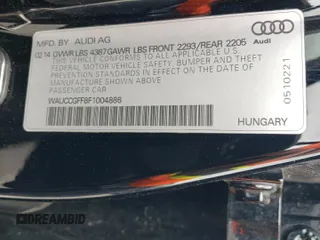 MFD. BY AUDI AG
02/14 GVWR LBS 4387 GAWR LBS FRONT 2293/REAR 2205
THIS VEHICLE CONFORMS TO ALL APPLICABLE
FEDERAL MOTOR VEHICLE SAFETY, BUMPER AND THEFT
PREVENTION STANDARDS IN EFFECT ON THE DATE OF
MANUFACTURE SHOWN ABOVE
PASSENGER CAR
WAUCCGFF8F1004886
Audi
0510221
HUNGARY
DREAMBID